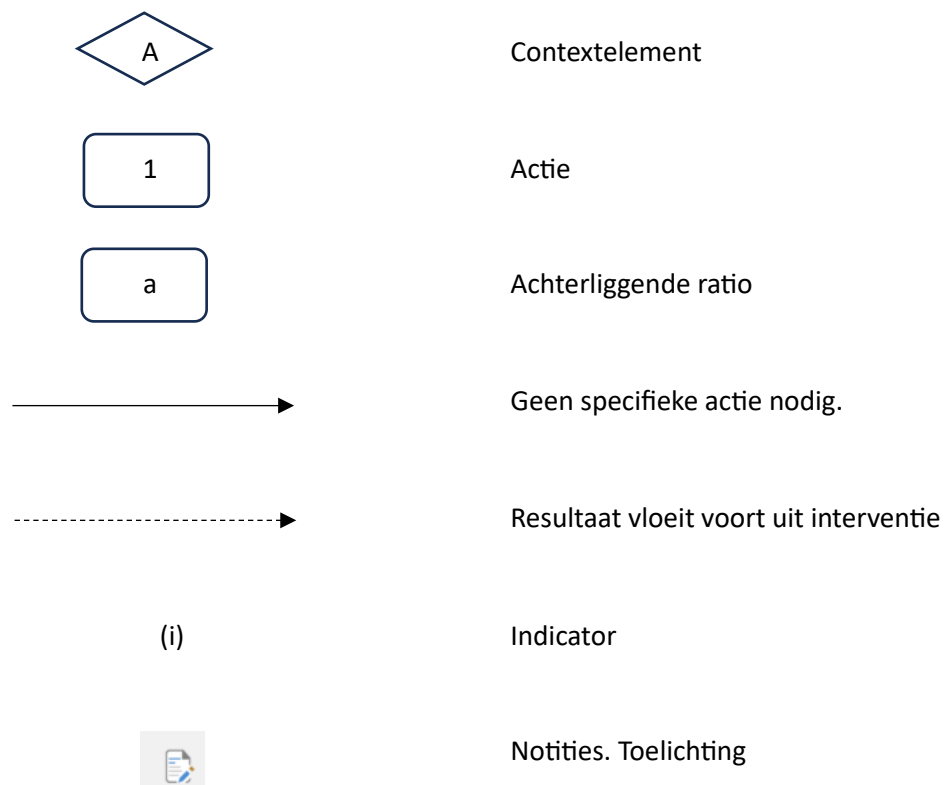 A Contextelement
1 Actie
a Achterliggende ratio
Geen specifieke actie nodig.
Resultaat vloeit voort uit interventie
(i) Indicator
Notities. Toelichting